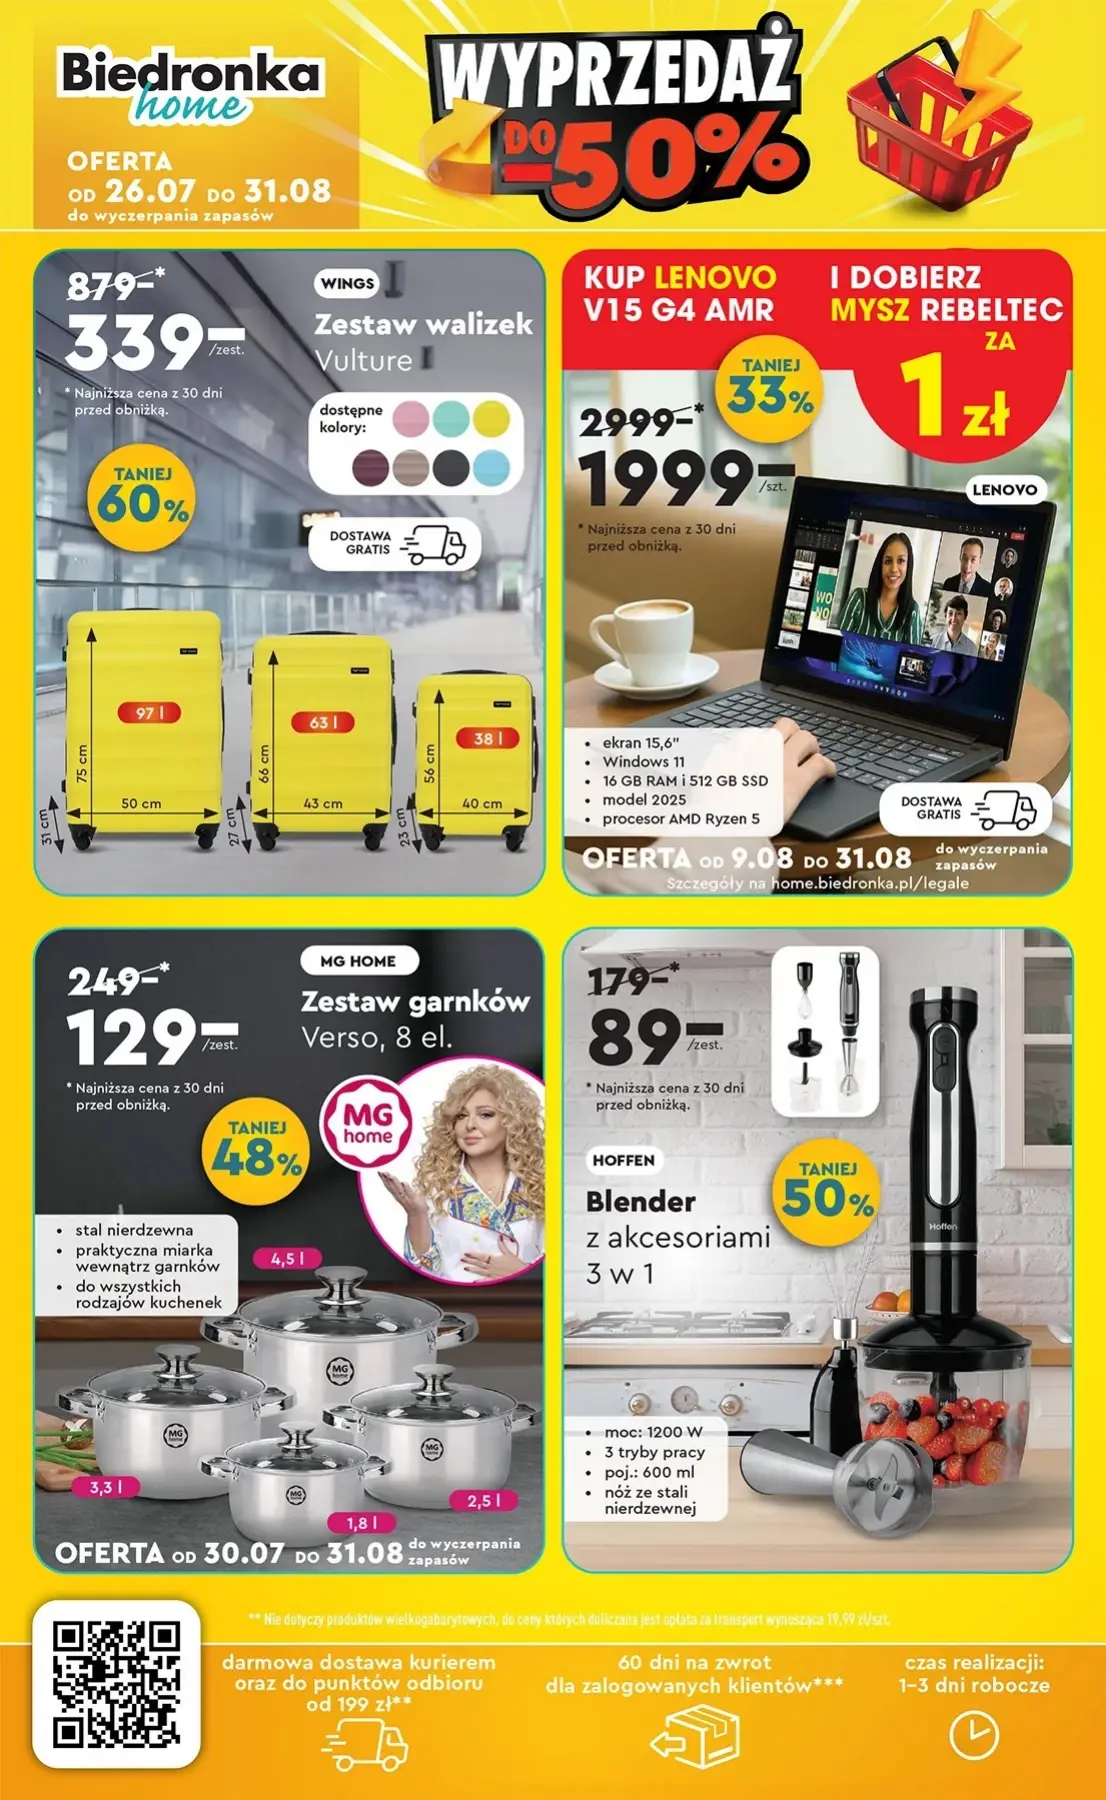 Biedronka
home
OFERTA
OD 26.07 DO 31.08
do wyczerpania zapasów
WYPRZEDAŻ
DO
-50%
879-*
339-
/zest.
* Najniższa cena z 30 dni
przed obniżką.
WINGS
Zestaw walizek
Vulture
dostępne
kolory:
TANIEJ
60%
DOSTAWA
GRATIS
97 l
75 cm
50 cm
31 cm
63 l
66 cm
43 cm
27 cm
38 l
56 cm
40 cm
23 cm
KUP LENOVO
V15 G4 AMR
I DOBIERZ
MYSZ REBELTEC
ZA
1 zł
TANIEJ
33%
2999-*
1999-
/szt.
* Najniższa cena z 30 dni
przed obniżką.
LENOVO
• ekran 15,6"
• Windows 11
• 16 GB RAM i 512 GB SSD
• model 2025
• procesor AMD Ryzen 5
DOSTAWA
GRATIS
OFERTA OD 9.08 DO 31.08
do wyczerpania
zapasów
Szczegóły na home.biedronka.pl/legale
249-*
129-
/zest.
* Najniższa cena z 30 dni
przed obniżką.
MG HOME
Zestaw garnków
Verso, 8 el.
TANIEJ
48%
MG
home
• stal nierdzewna
• praktyczna miarka
wewnątrz garnków
• do wszystkich
rodzajów kuchenek
4,5 l
MG
home
MG
home
MG
home
MG
home
3,3 l
1,8 l
2,5 l
OFERTA OD 30.07 DO 31.08
do wyczerpania
zapasów
179-*
89-
/zest.
* Najniższa cena z 30 dni
przed obniżką.
HOFFEN
Blender
z akcesoriami
3 w 1
TANIEJ
50%
Hoffen
• moc: 1200 W
• 3 tryby pracy
• poj.: 600 ml
• nóż ze stali
nierdzewnej
** Nie dotyczy produktów wielkogabarytowych, do ceny których doliczana jest opłata za transport wynosząca 19,99 zł/szt.
darmowa dostawa kurierem
oraz do punktów odbioru
od 199 zł**
60 dni na zwrot
dla zalogowanych klientów***
czas realizacji:
1-3 dni robocze